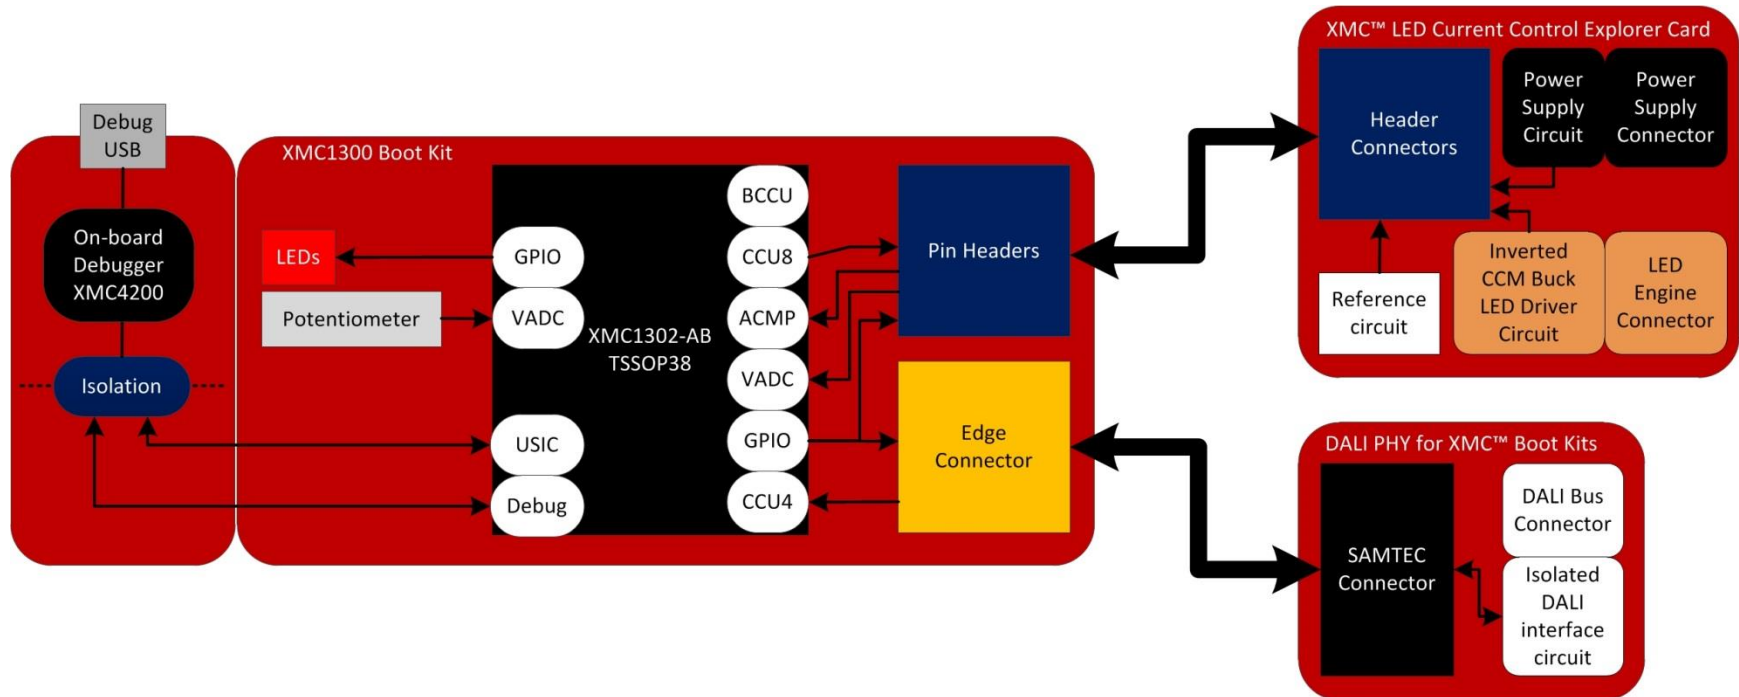 Debug
USB
On-board
Debugger
XMC4200
Isolation
XMC1300 Boot Kit
LEDs
Potentiometer
GPIO
VADC
USIC
Debug
XMC1302-AB
TSSOP38
BCCU
CCU8
ACMP
VADC
GPIO
CCU4
Pin Headers
Edge
Connector
XMC™ LED Current Control Explorer Card
Header
Connectors
Power
Supply
Circuit
Power
Supply
Connector
Reference
circuit
Inverted
CCM Buck
LED Driver
Circuit
LED
Engine
Connector
DALI PHY for XMC™ Boot Kits
SAMTEC
Connector
DALI Bus
Connector
Isolated
DALI
interface
circuit